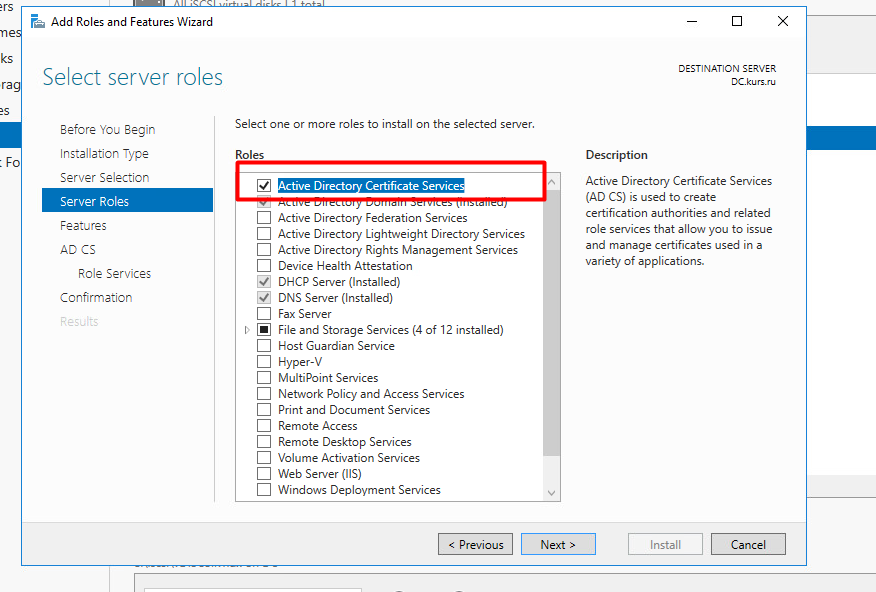 All iSCSI virtual disks | 1 total
Add Roles and Features Wizard
Select server roles
DESTINATION SERVER
DC.kurs.ru
Before You Begin
Installation Type
Server Selection
Server Roles
Features
AD CS
Role Services
Confirmation
Results
Select one or more roles to install on the selected server.
Roles
Active Directory Certificate Services
Active Directory Domain Services (Installed)
Active Directory Federation Services
Active Directory Lightweight Directory Services
Active Directory Rights Management Services
Device Health Attestation
DHCP Server (Installed)
DNS Server (Installed)
Fax Server
File and Storage Services (4 of 12 installed)
Host Guardian Service
Hyper-V
MultiPoint Services
Network Policy and Access Services
Print and Document Services
Remote Access
Remote Desktop Services
Volume Activation Services
Web Server (IIS)
Windows Deployment Services
Description
Active Directory Certificate Services
(AD CS) is used to create
certification authorities and related
role services that allow you to issue
and manage certificates used in a
variety of applications.
< Previous
Next >
Install
Cancel